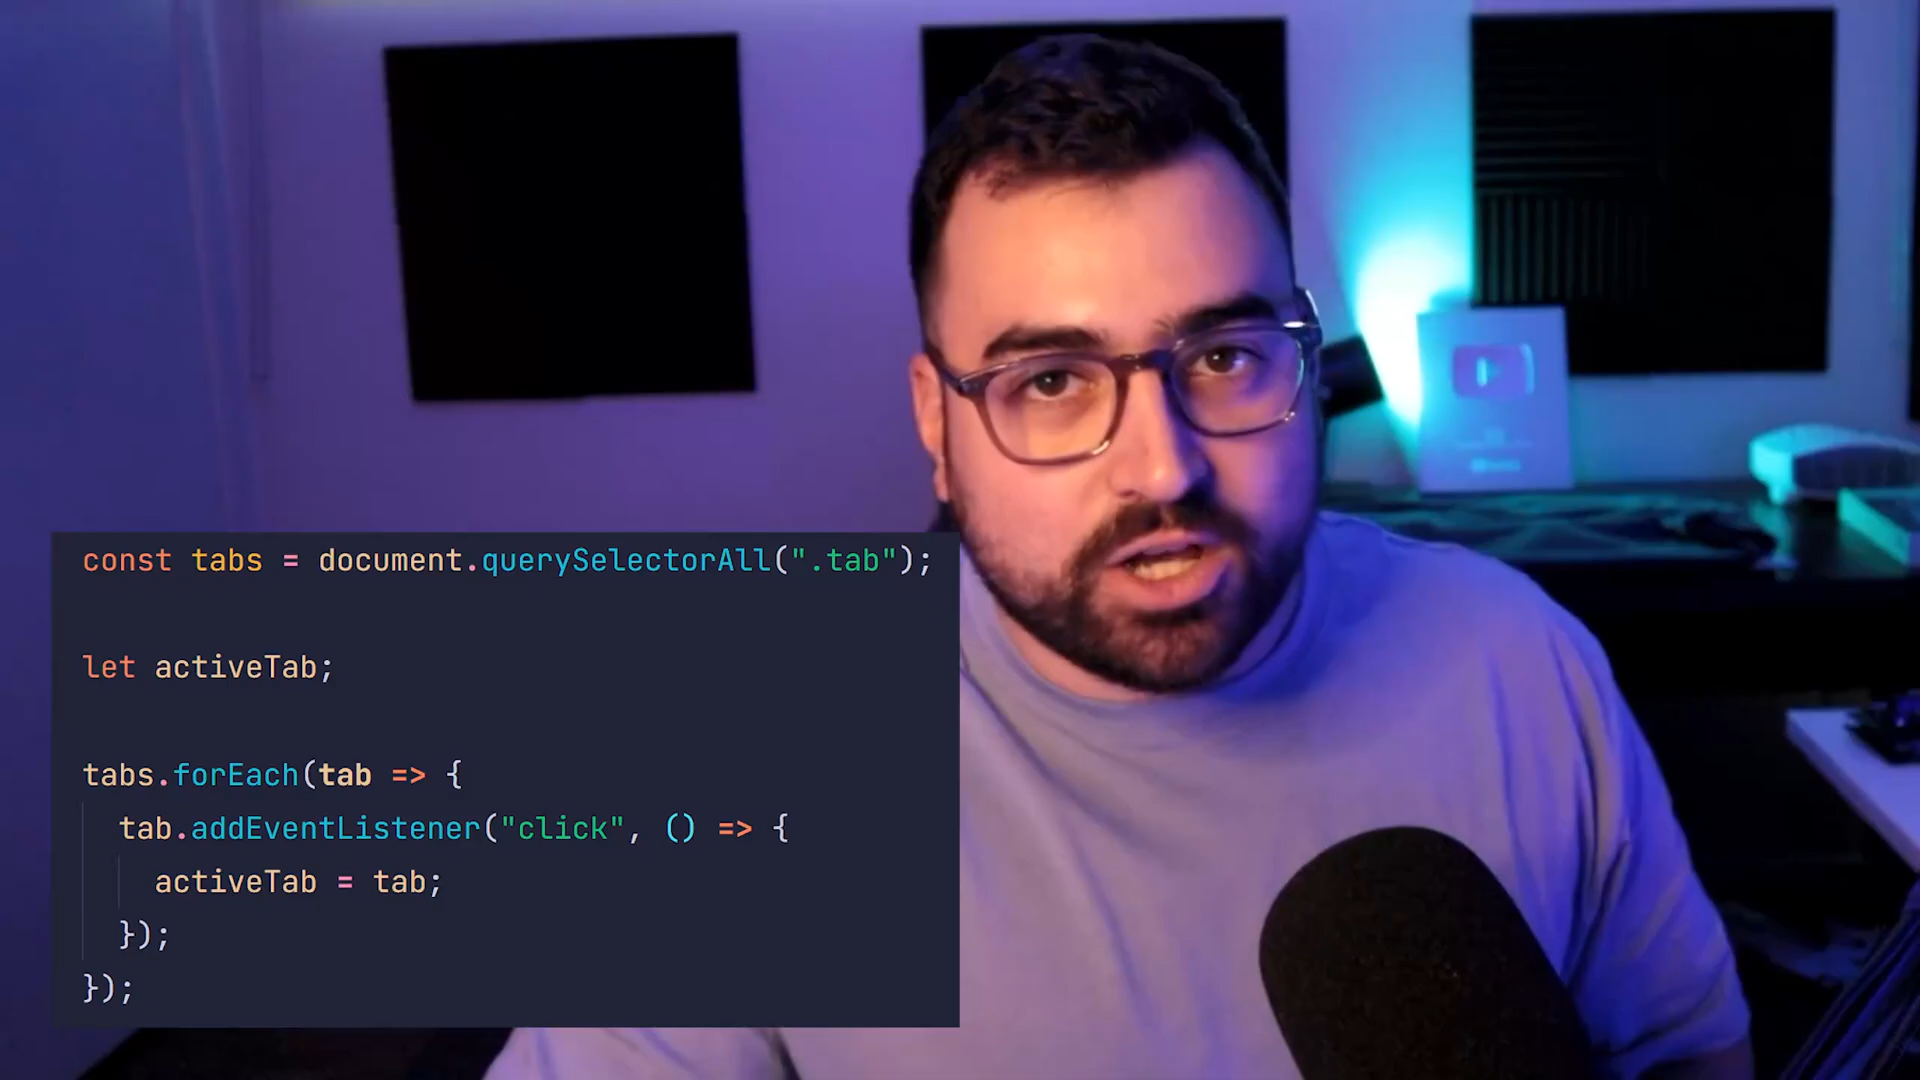 const tabs = document.querySelectorAll(".tab");
let activeTab;
tabs.forEach(tab => {
tab.addEventListener("click", () => {
activeTab = tab;
});
});